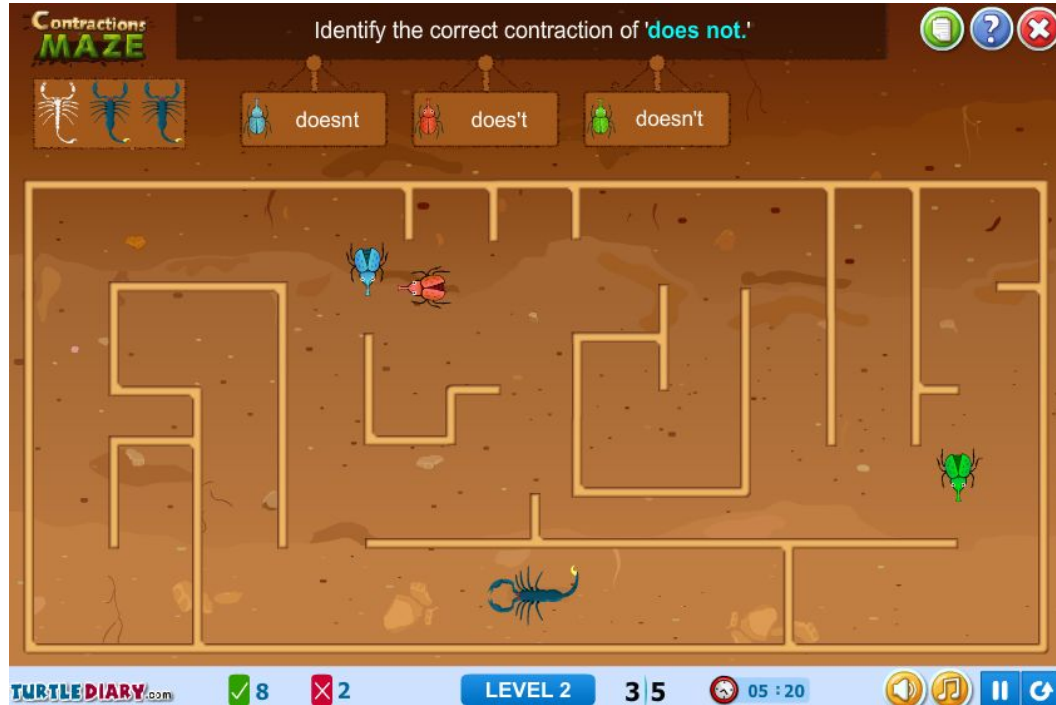 Contractions
MAZE
Identify the correct contraction of 'does not.'
doesnt
does't
doesn't
TURTLEDIARY.com
8
2
LEVEL 2
3|5
05 : 20
?